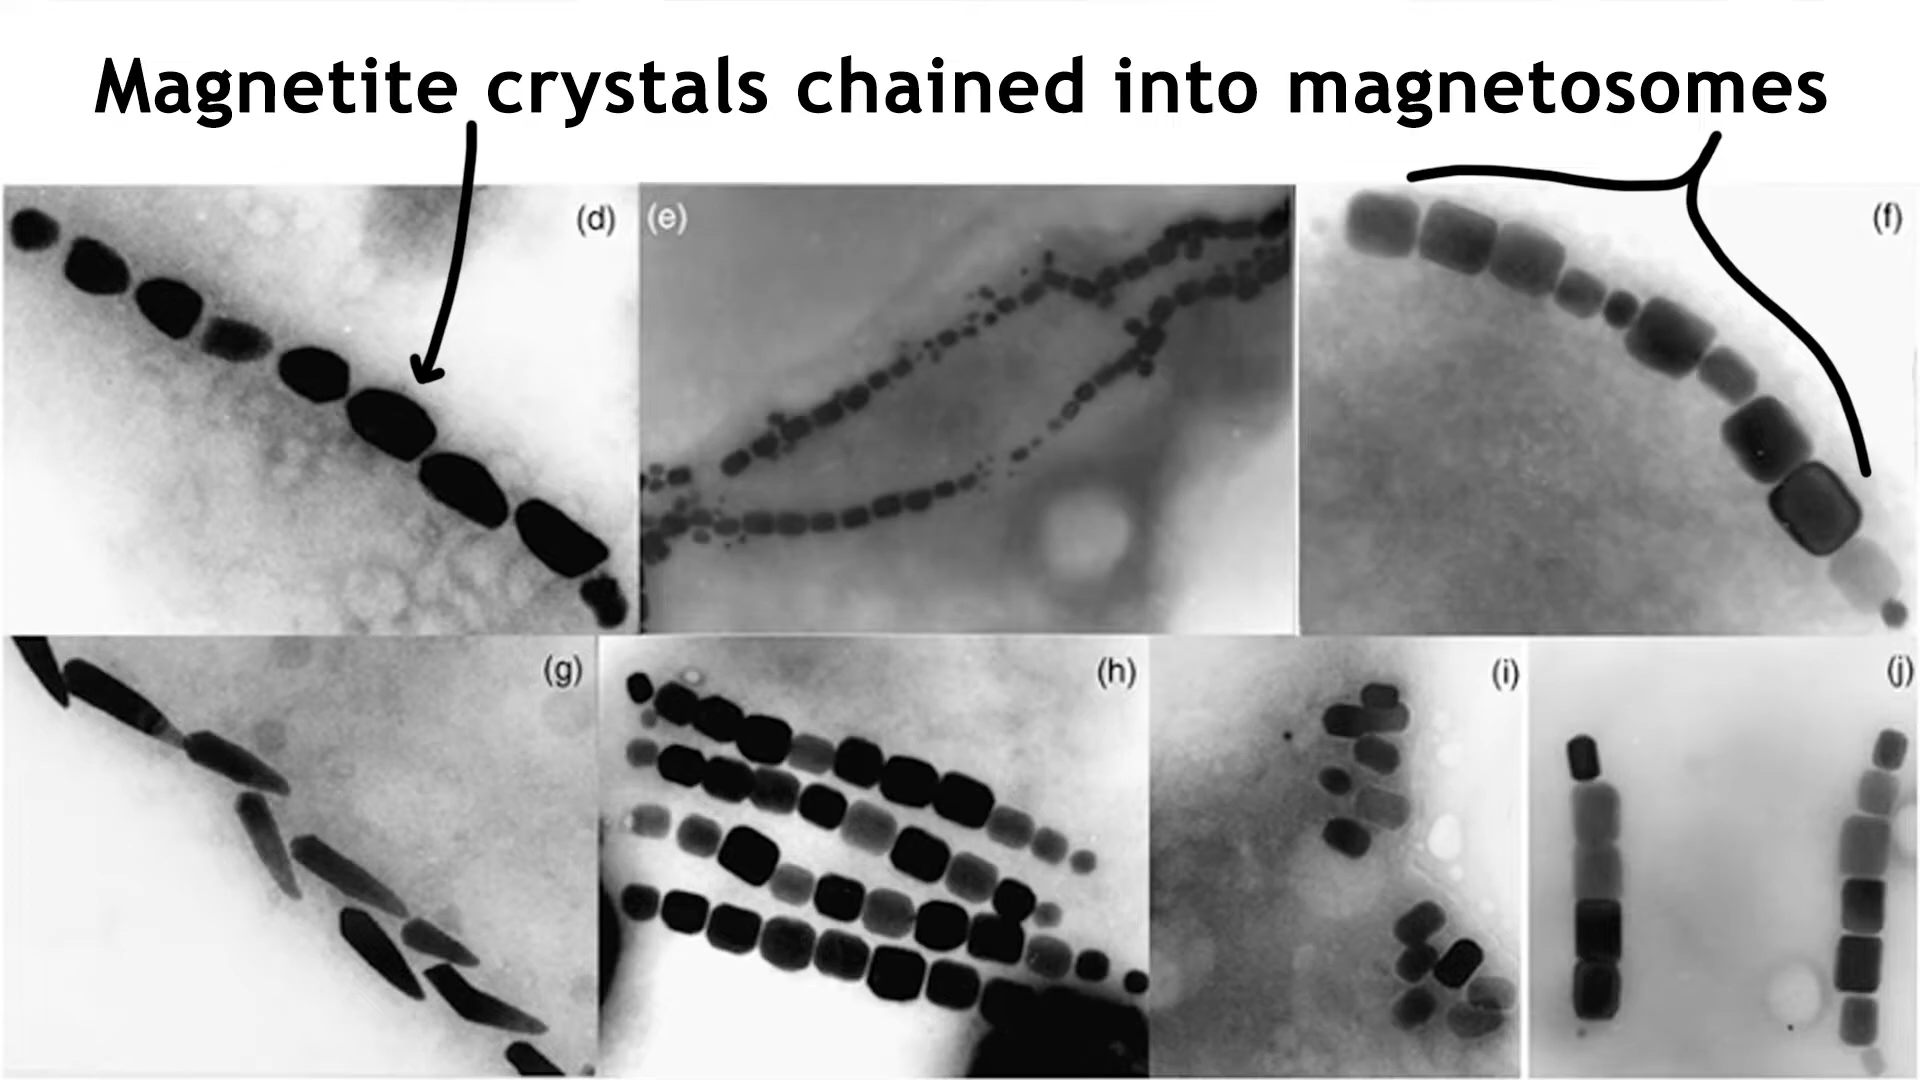 Magnetite crystals chained into magnetosomes
(d)
(e)
(f)
(g)
(h)
(i)
(j)